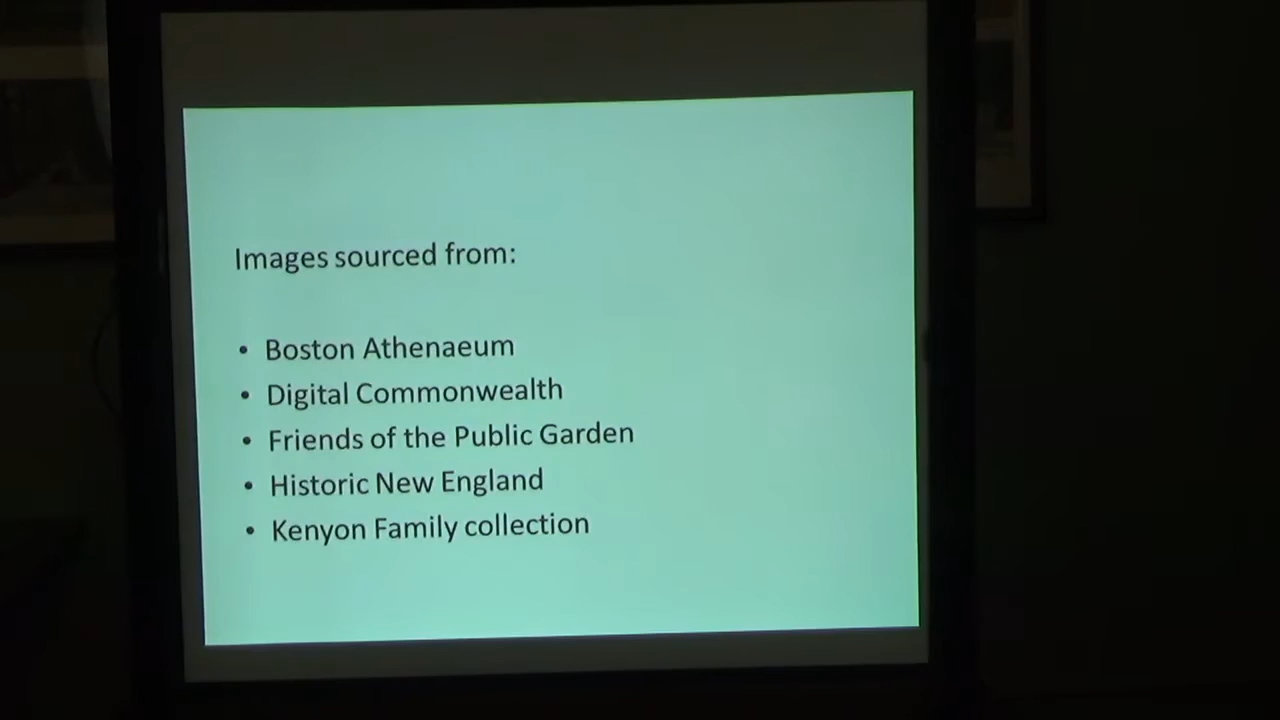 Images sourced from:
• Boston Athenaeum
• Digital Commonwealth
• Friends of the Public Garden
• Historic New England
• Kenyon Family collection